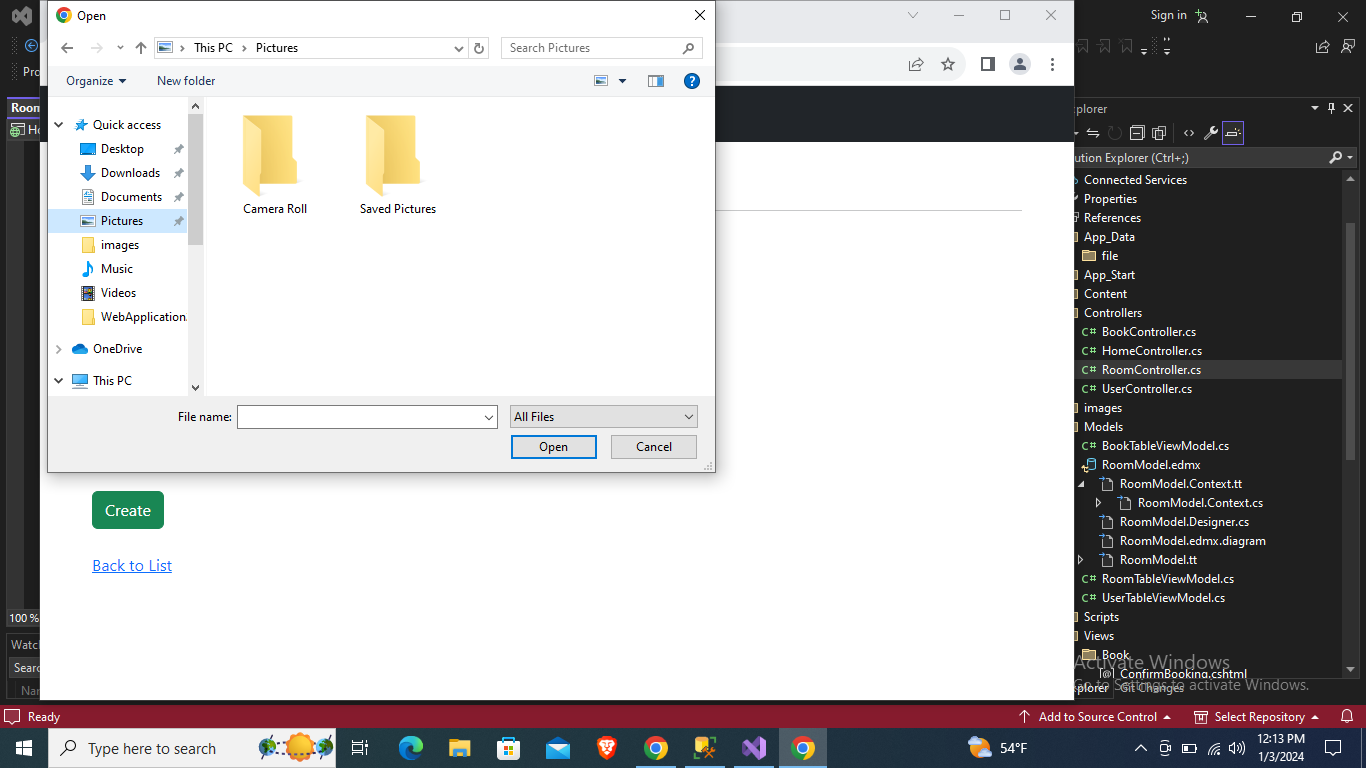 Open
Sign in
This PC
Pictures
Search Pictures
Organize
New folder
?
Quick access
Desktop
Downloads
Documents
Pictures
images
Music
Videos
WebApplication
OneDrive
This PC
Camera Roll
Saved Pictures
File name:
All Files
Open
Cancel
Create
Back to List
Pro
Room
Ho
100 %
Watch
Searc
Nan
plorer
ution Explorer (Ctrl+;)
Connected Services
Properties
References
App_Data
file
App_Start
Content
Controllers
C# BookController.cs
C# HomeController.cs
C# RoomController.cs
C# UserController.cs
images
Models
C# BookTableViewModel.cs
RoomModel.edmx
RoomModel.Context.tt
RoomModel.Context.cs
RoomModel.Designer.cs
RoomModel.edmx.diagram
RoomModel.tt
C# RoomTableViewModel.cs
C# UserTableViewModel.cs
Scripts
Views
Book
[@] ConfirmBooking.cshtml
Activate Windows
Go to Settings to activate Windows.
plorer
Git Changes
Ready
Add to Source Control
Select Repository
Type here to search
54°F
12:13 PM
1/3/2024